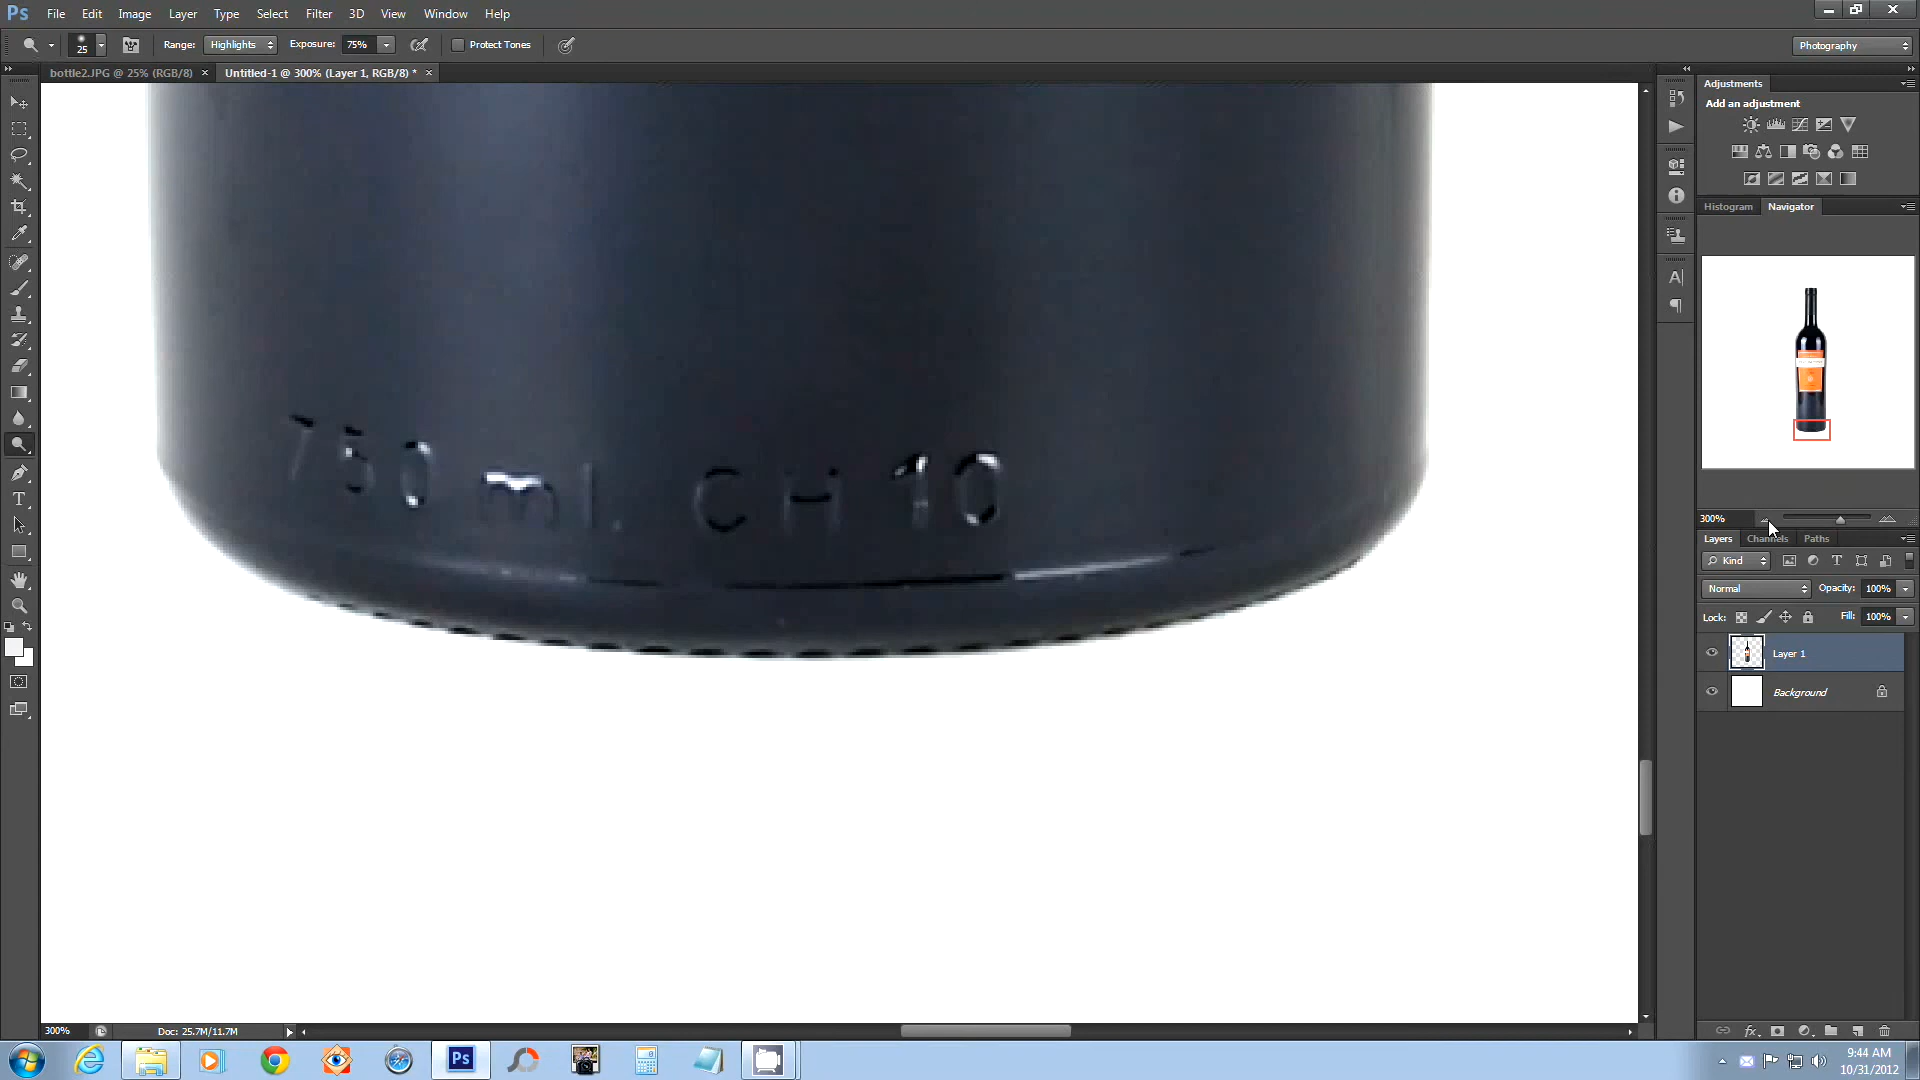 Ps File Edit Image Layer Type Select Filter 3D View Window Help
25 Range: Highlights Exposure: 75% Protect Tones Photography
bottle2.JPG @ 25% (RGB/8) × Untitled-1 @ 300% (Layer 1, RGB/8) * ×
Adjustments
Add an adjustment
Histogram Navigator
750 ml. CH 10
300%
Layers Channels Paths
Kind
Normal Opacity: 100%
Lock: Fill: 100%
Layer 1
Background
300% Doc: 25.7M/11.7M
Ps
9:44 AM
10/31/2012